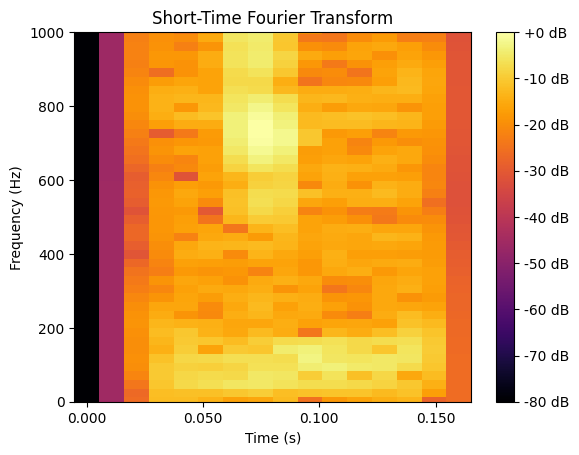 Short-Time Fourier Transform
1000
800
600
400
200
0
Frequency (Hz)
0.000
0.050
0.100
0.150
Time (s)
+0 dB
-10 dB
-20 dB
-30 dB
-40 dB
-50 dB
-60 dB
-70 dB
-80 dB